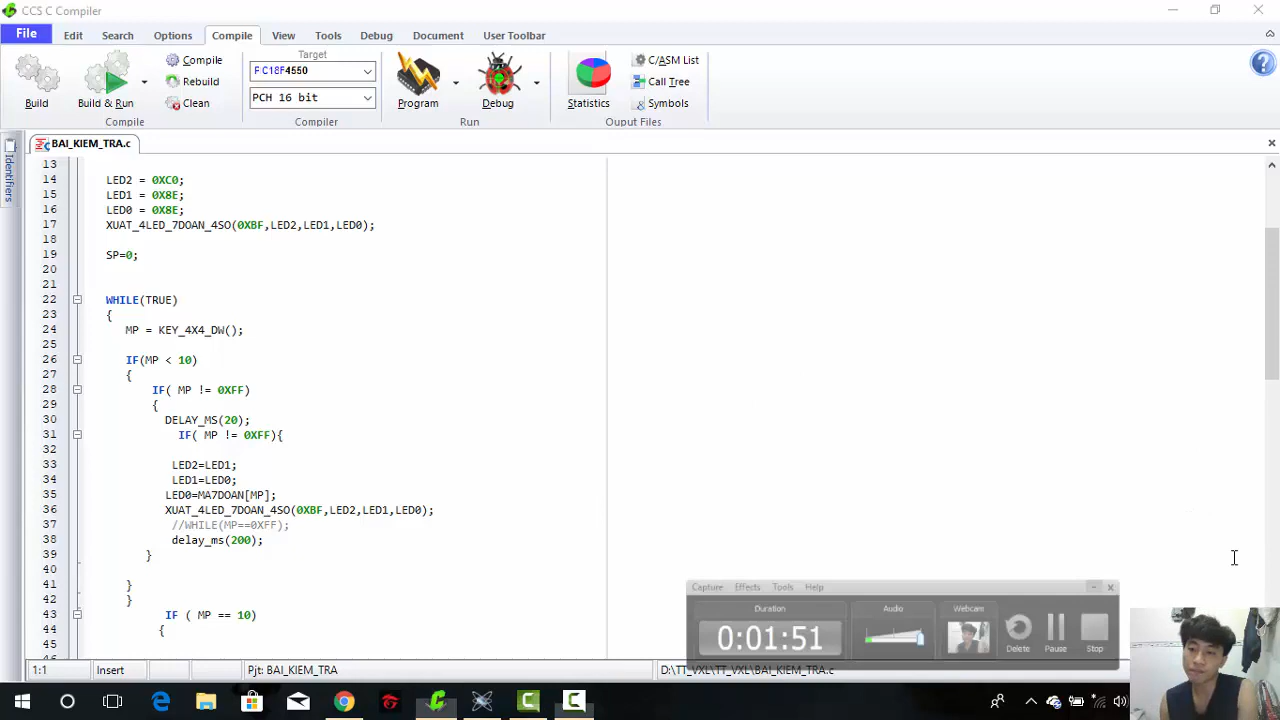 CCS C Compiler
File Edit Search Options Compile View Tools Debug Document User Toolbar
Build
Build & Run
Compile
Rebuild
Clean
Compile
Target
PIC18F4550
PCH 16 bit
Compiler
Program
Debug
Run
Statistics
C/ASM List
Call Tree
Symbols
Ouput Files
Identifiers
BAI_KIEM_TRA.c
13
14 LED2 = 0XC0;
15 LED1 = 0X8E;
16 LED0 = 0X8E;
17 XUAT_4LED_7DOAN_4SO(0XBF,LED2,LED1,LED0);
18
19 SP=0;
20
21
22 WHILE(TRUE)
23 {
24 MP = KEY_4X4_DW();
25
26 IF(MP < 10)
27 {
28 IF( MP != 0XFF)
29 {
30 DELAY_MS(20);
31 IF( MP != 0XFF){
32
33 LED2=LED1;
34 LED1=LED0;
35 LED0=MA7DOAN[MP];
36 XUAT_4LED_7DOAN_4SO(0XBF,LED2,LED1,LED0);
37 //WHILE(MP==0XFF);
38 delay_ms(200);
39 }
40
41 }
42 }
43 IF ( MP == 10)
44 {
Capture Effects Tools Help
Duration
0:01:51
Audio
Webcam
Delete
Pause
Stop
1:1 Insert Pjt: BAI_KIEM_TRA D:\TT_VXL\TT_VXL\BAI_KIEM_TRA.c